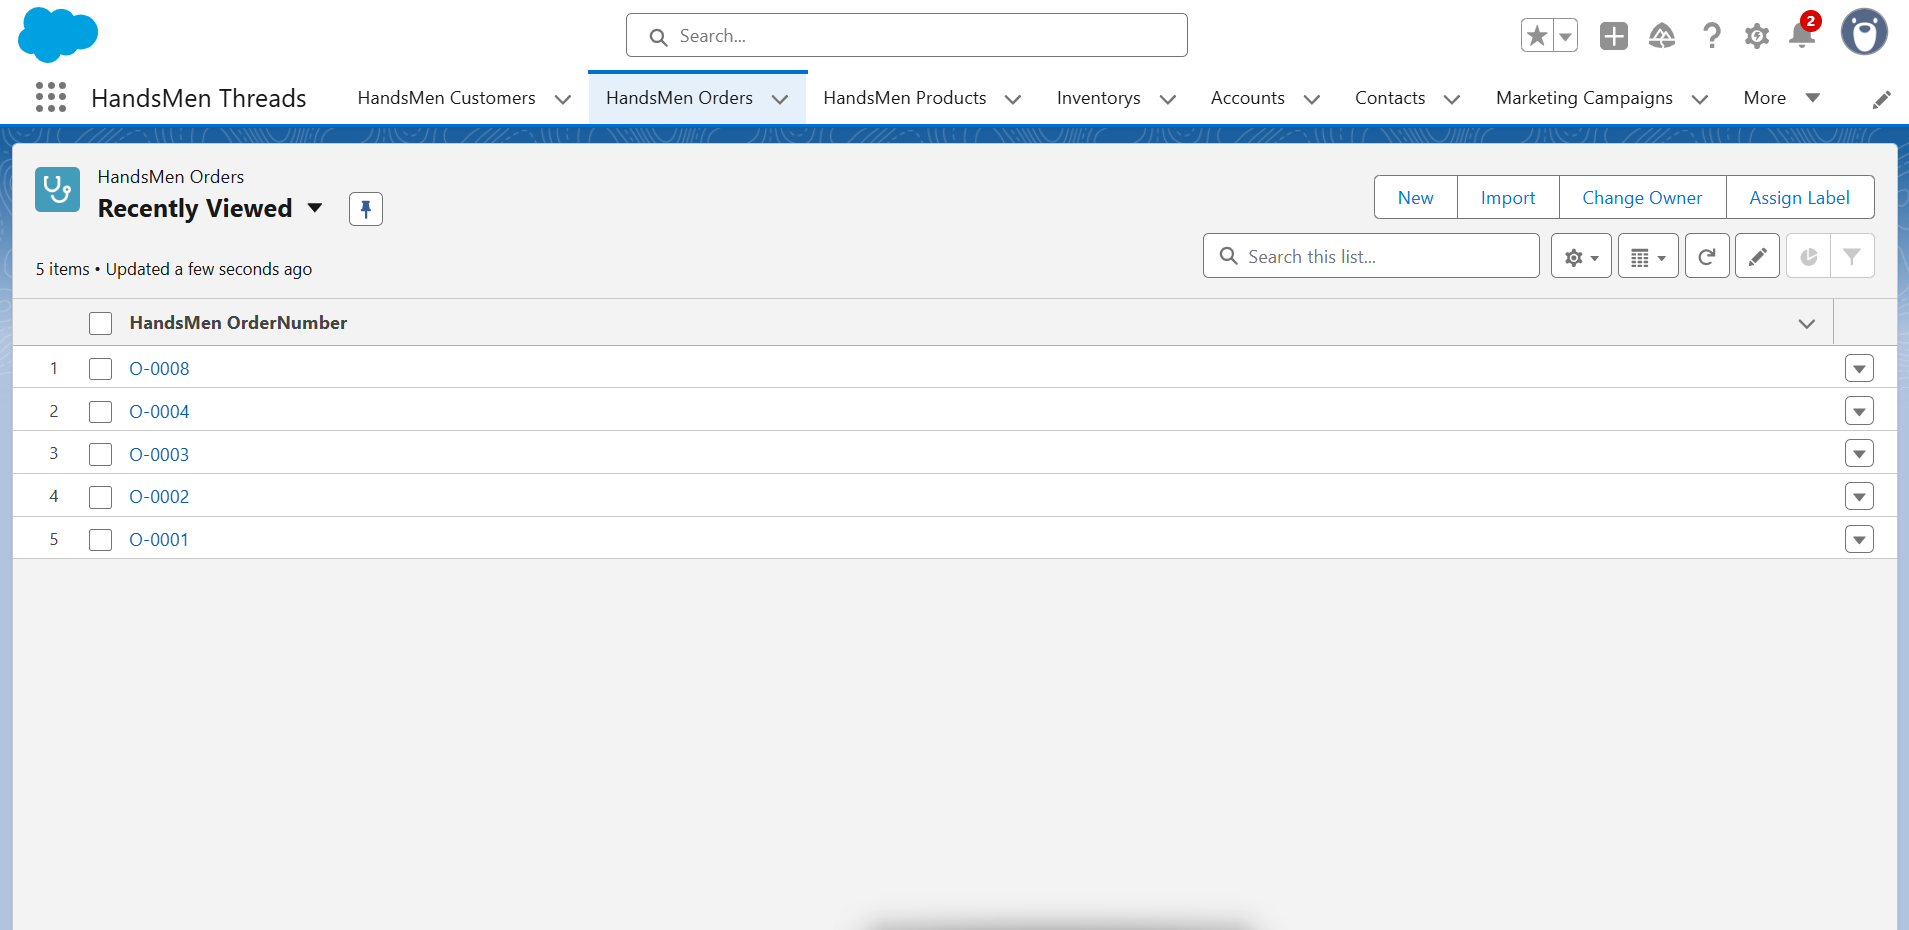 Search...
2
HandsMen Threads HandsMen Customers HandsMen Orders HandsMen Products Inventorys Accounts Contacts Marketing Campaigns More
HandsMen Orders
Recently Viewed
New Import Change Owner Assign Label
5 items • Updated a few seconds ago
Search this list...
HandsMen OrderNumber
1 O-0008
2 O-0004
3 O-0003
4 O-0002
5 O-0001